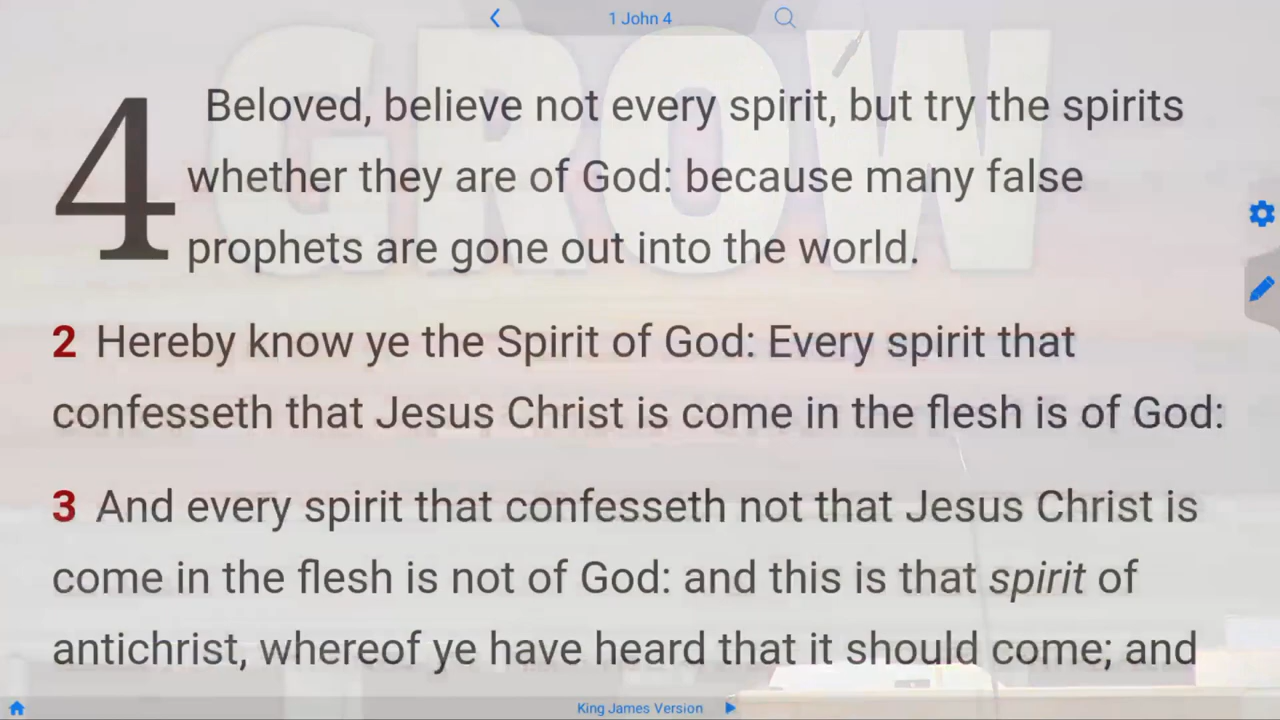 1 John 4
GROW
4 Beloved, believe not every spirit, but try the spirits
whether they are of God: because many false
prophets are gone out into the world.
2 Hereby know ye the Spirit of God: Every spirit that
confesseth that Jesus Christ is come in the flesh is of God:
3 And every spirit that confesseth not that Jesus Christ is
come in the flesh is not of God: and this is that spirit of
antichrist, whereof ye have heard that it should come; and
King James Version